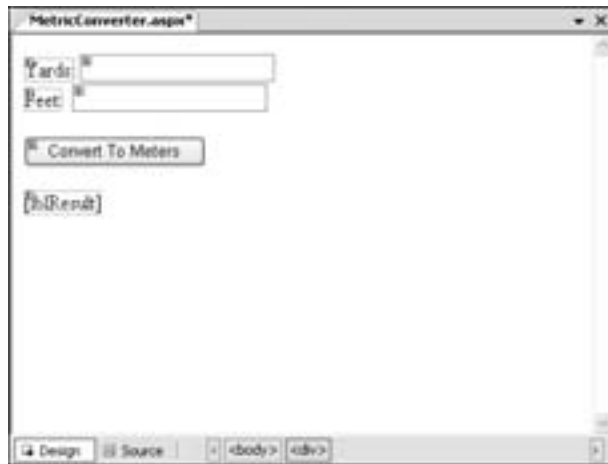 MetricConverter.aspx*
Yards:
Feet:
Convert To Meters
[lblResult]
Design Source <body> <div>